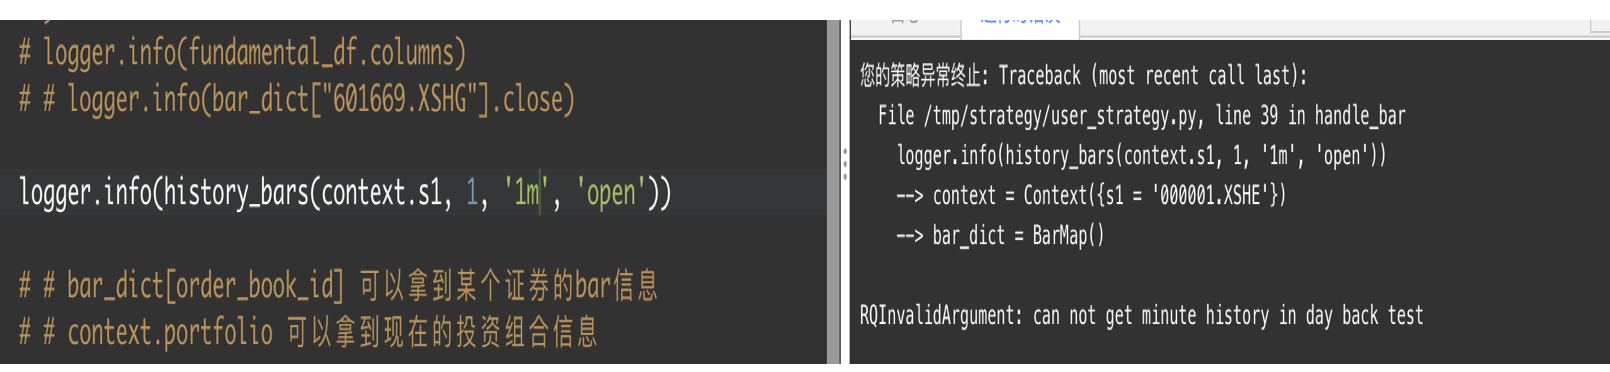 # logger.info(fundamental_df.columns)
# # logger.info(bar_dict["601669.XSHG"].close)
logger.info(history_bars(context.s1, 1, '1m', 'open'))
# # bar_dict[order_book_id] 可以拿到某个证券的bar信息
# # context.portfolio 可以拿到现在的投资组合信息
您的策略异常终止: Traceback (most recent call last):
File /tmp/strategy/user_strategy.py, line 39 in handle_bar
logger.info(history_bars(context.s1, 1, '1m', 'open'))
--> context = Context({s1 = '000001.XSHE'})
--> bar_dict = BarMap()
RQInvalidArgument: can not get minute history in day back test